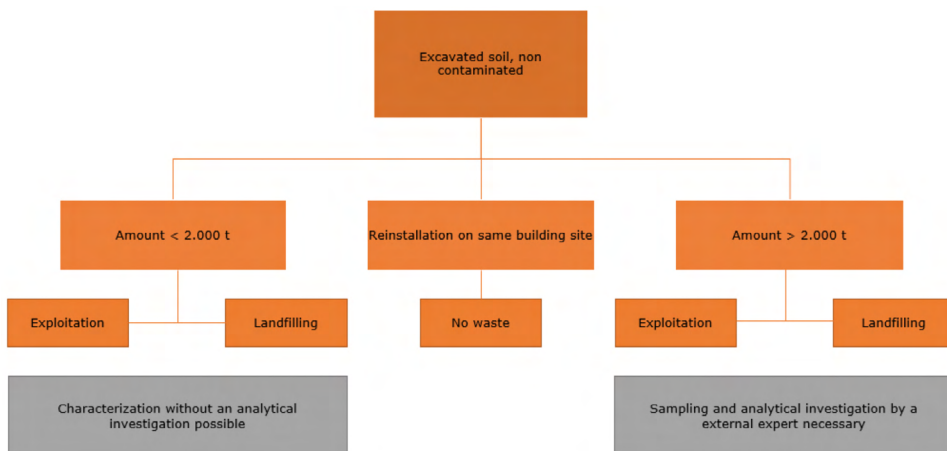 Excavated soil, non
contaminated
Amount < 2.000 t
Reinstallation on same building site
Amount > 2.000 t
Exploitation
Landfilling
No waste
Exploitation
Landfilling
Characterization without an analytical
investigation possible
Sampling and analytical investigation by a
external expert necessary